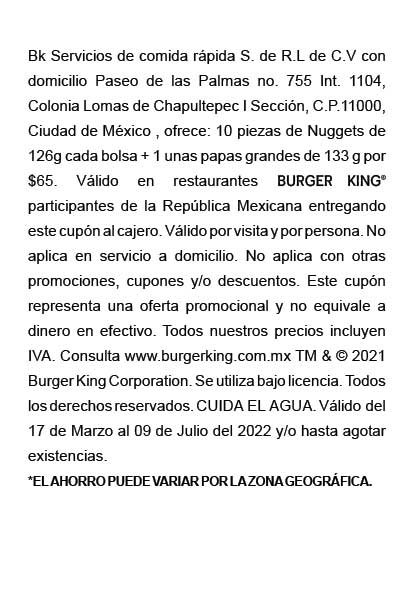 Bk Servicios de comida rápida S. de R.L de C.V con
domicilio Paseo de las Palmas no. 755 Int. 1104,
Colonia Lomas de Chapultepec I Sección, C.P.11000,
Ciudad de México , ofrece: 10 piezas de Nuggets de
126g cada bolsa + 1 unas papas grandes de 133 g por
$65. Válido en restaurantes BURGER KING®
participantes de la República Mexicana entregando
este cupón al cajero. Válido por visita y por persona. No
aplica en servicio a domicilio. No aplica con otras
promociones, cupones y/o descuentos. Este cupón
representa una oferta promocional y no equivale a
dinero en efectivo. Todos nuestros precios incluyen
IVA. Consulta www.burgerking.com.mx TM & © 2021
Burger King Corporation. Se utiliza bajo licencia. Todos
los derechos reservados. CUIDA EL AGUA. Válido del
17 de Marzo al 09 de Julio del 2022 y/o hasta agotar
existencias.
*EL AHORRO PUEDE VARIAR POR LA ZONA GEOGRÁFICA.